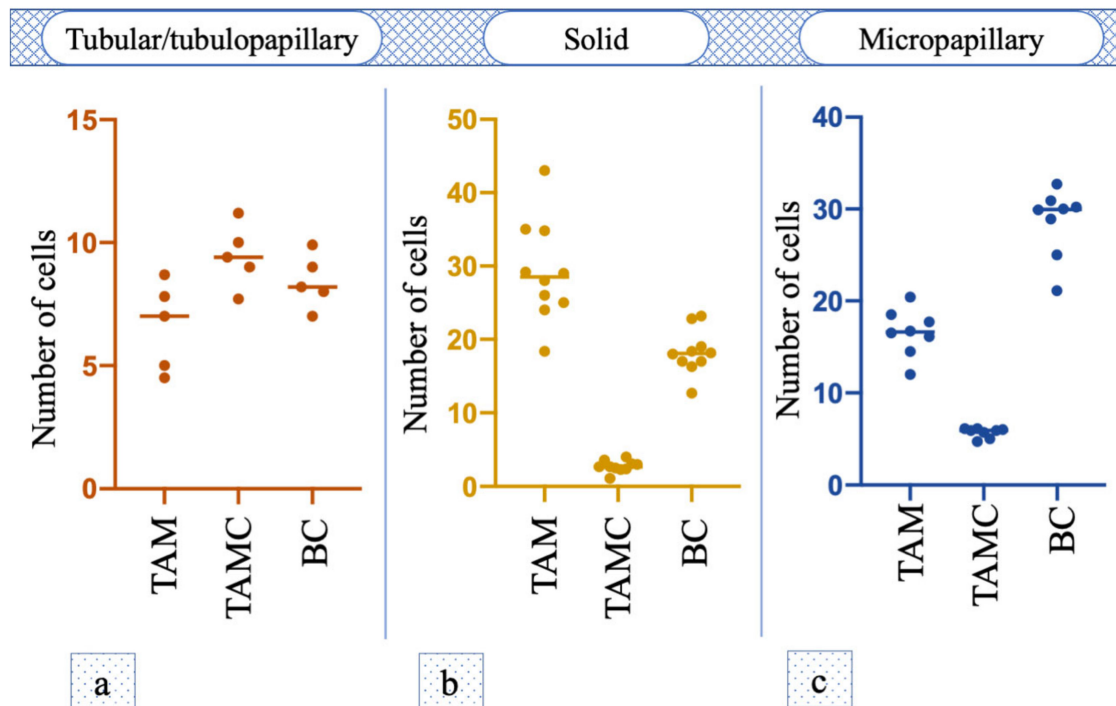 Tubular/tubulopapillary
Solid
Micropapillary
Number of cells
15
10
5
0
TAM
TAMC
BC
Number of cells
50
40
30
20
10
0
TAM
TAMC
BC
Number of cells
40
30
20
10
0
TAM
TAMC
BC
a
b
c